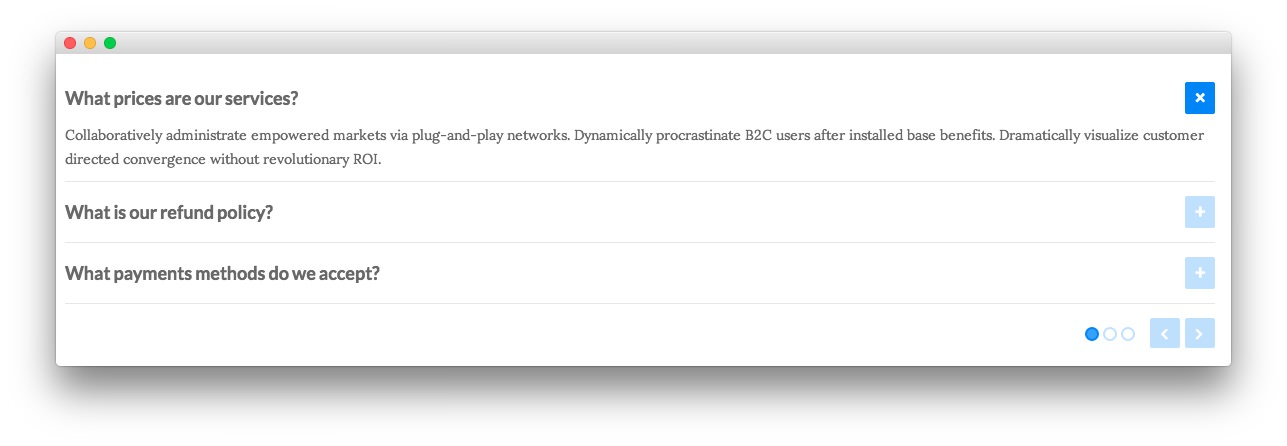 What prices are our services?
Collaboratively administrate empowered markets via plug-and-play networks. Dynamically procrastinate B2C users after installed base benefits. Dramatically visualize customer
directed convergence without revolutionary ROI.
What is our refund policy?
What payments methods do we accept?